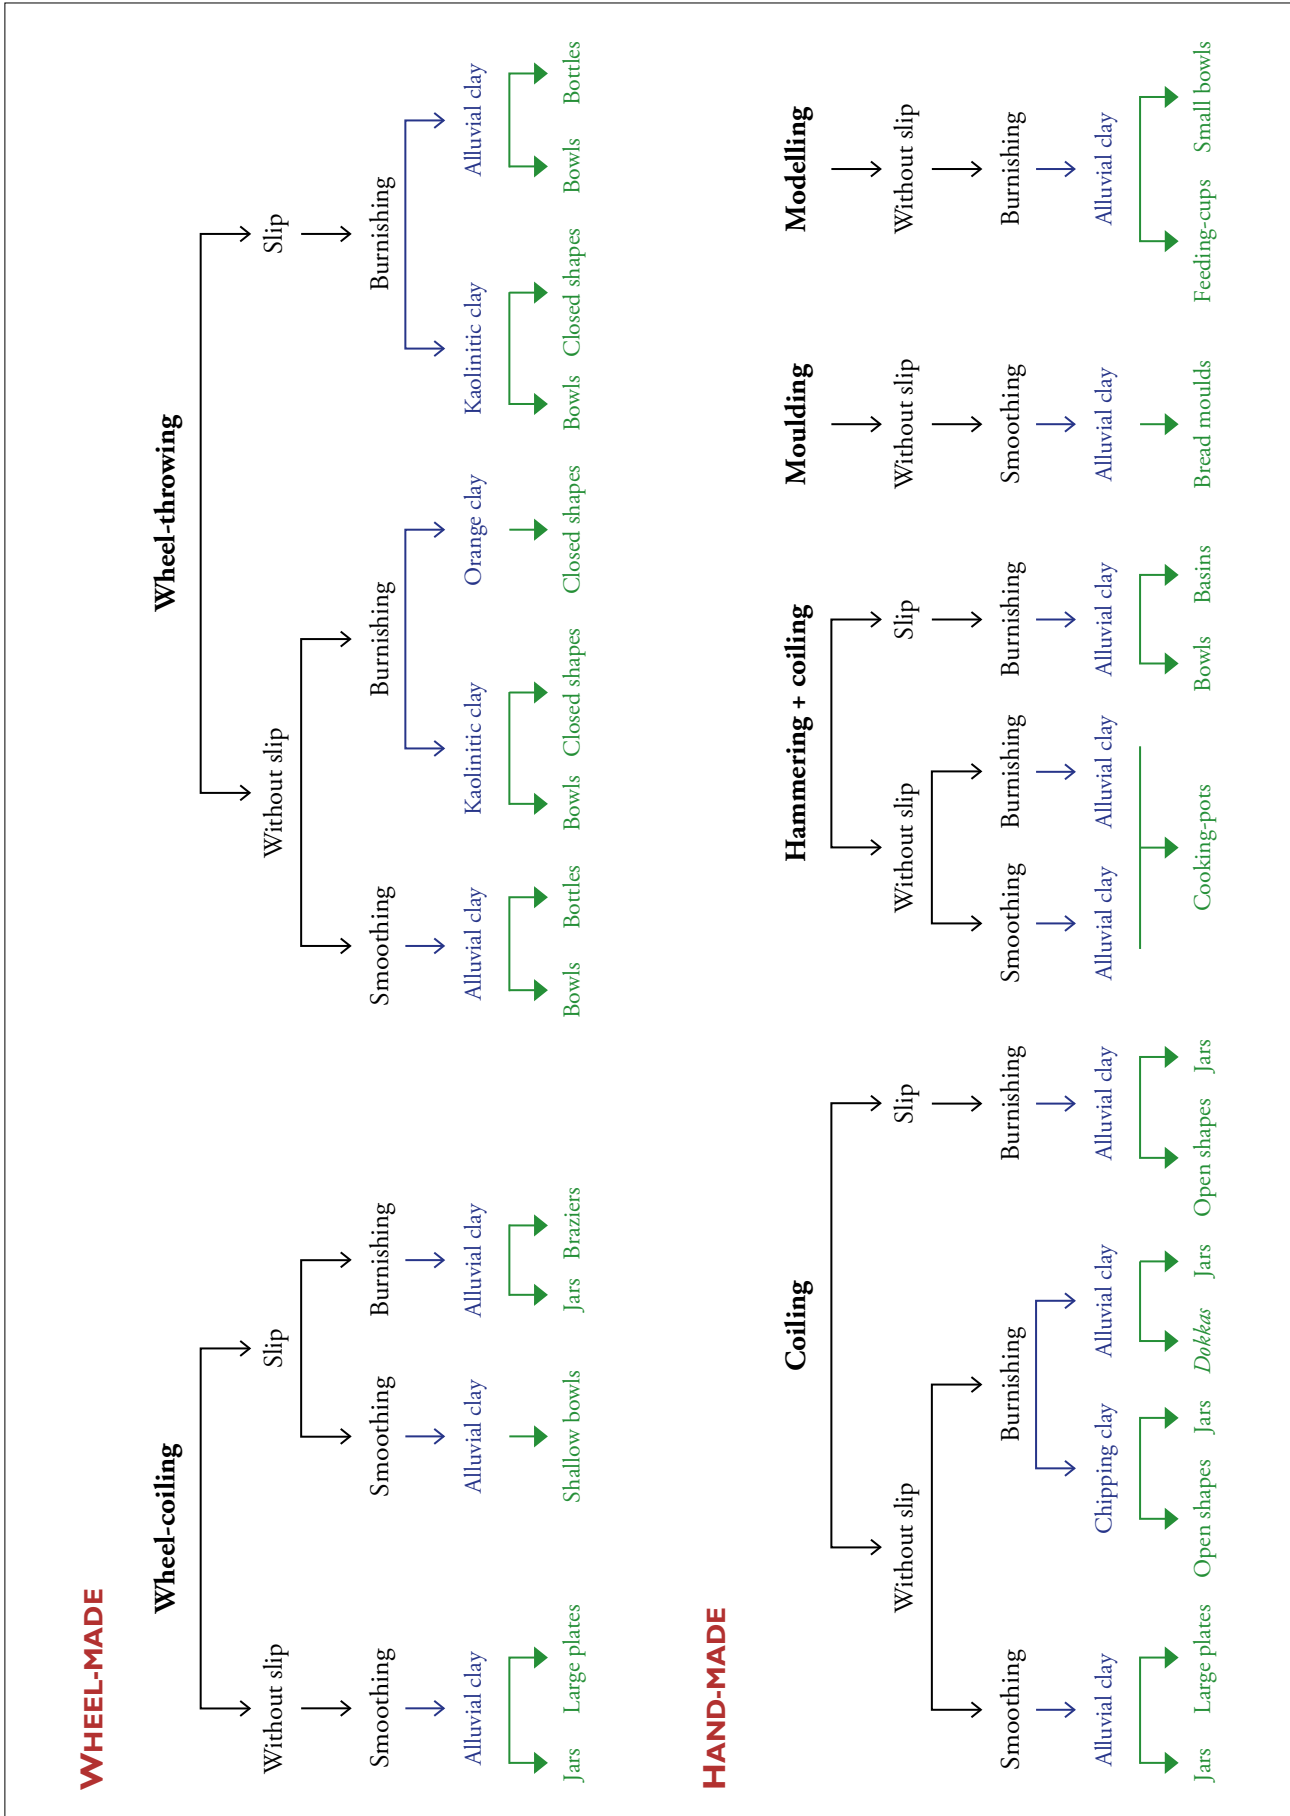 WHEEL-MADE
Wheel-coiling
Wheel-throwing
Without slip
Slip
Without slip
Slip
Smoothing
Smoothing
Burnishing
Smoothing
Burnishing
Burnishing
Alluvial clay
Alluvial clay
Alluvial clay
Alluvial clay
Kaolinitic clay
Orange clay
Kaolinitic clay
Alluvial clay
Jars
Large plates
Shallow bowls
Jars
Braziers
Bowls
Bottles
Bowls
Closed shapes
Closed shapes
Bowls
Closed shapes
Bowls
Bottles
HAND-MADE
Coiling
Hammering + coiling
Moulding
Modelling
Without slip
Slip
Without slip
Slip
Without slip
Without slip
Smoothing
Burnishing
Burnishing
Smoothing
Burnishing
Burnishing
Smoothing
Burnishing
Alluvial clay
Chipping clay
Alluvial clay
Alluvial clay
Alluvial clay
Alluvial clay
Alluvial clay
Alluvial clay
Alluvial clay
Jars
Large plates
Open shapes
Jars
Dokkas
Jars
Open shapes
Jars
Cooking-pots
Bowls
Basins
Bread moulds
Feeding-cups
Small bowls